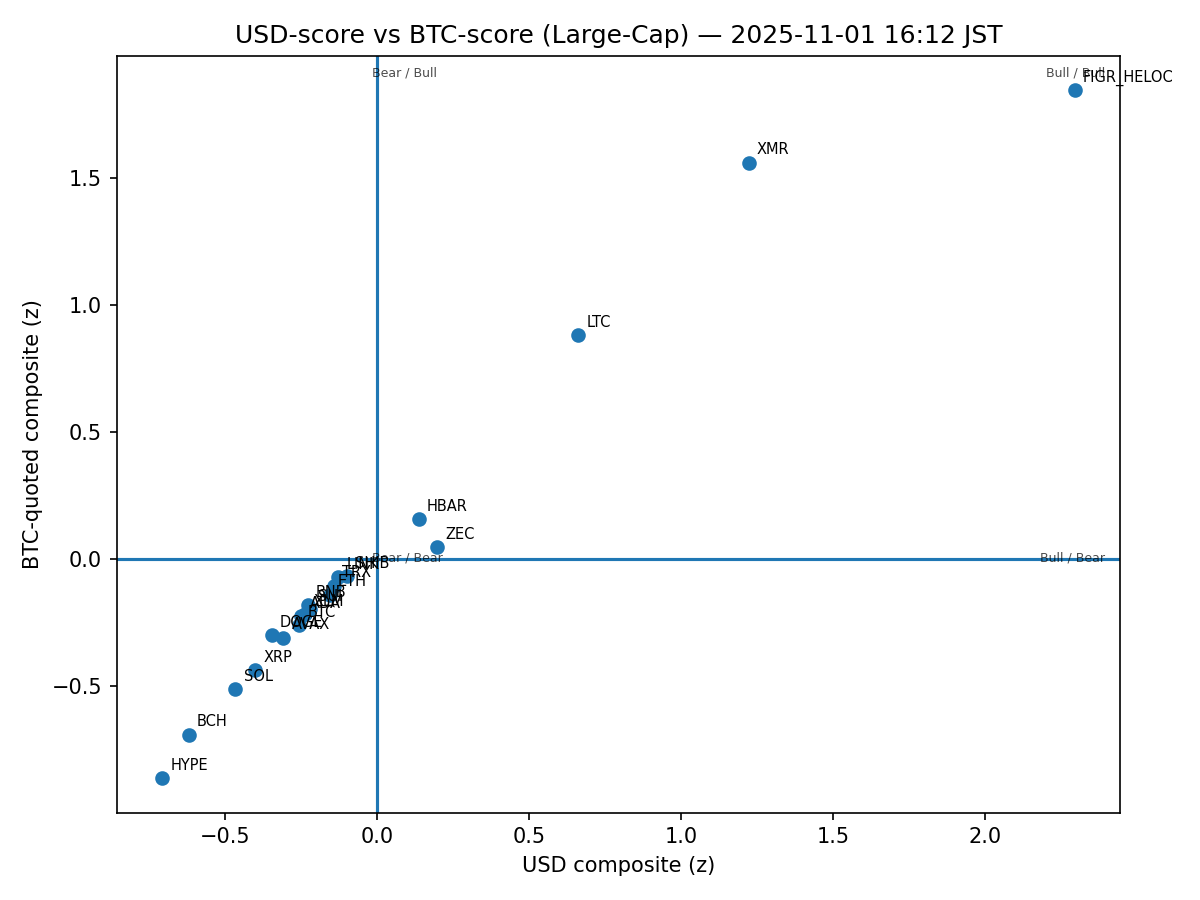 USD-score vs BTC-score (Large-Cap) — 2025-11-01 16:12 JST
Bear / Bull
Bull / Bull
FIGR_HELOC
XMR
1.5
1.0
LTC
BTC-quoted composite (z)
0.5
HBAR
ZEC
0.0
Bear / Bear
Bull / Bear
TRX
ETH
BNB
BTC
AVAX
XRP
SOL
−0.5
BCH
HYPE
−0.5
0.0
0.5
1.0
1.5
2.0
USD composite (z)